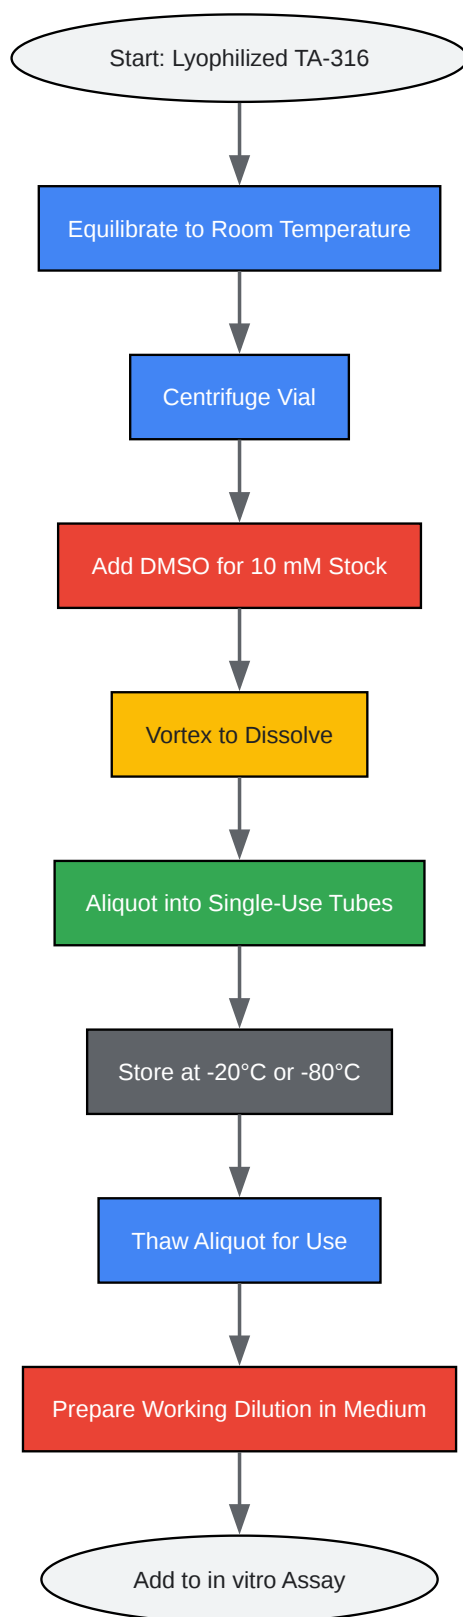 Start: Lyophilized TA-316
Equilibrate to Room Temperature
Centrifuge Vial
Add DMSO for 10 mM Stock
Vortex to Dissolve
Aliquot into Single-Use Tubes
Store at -20°C or -80°C
Thaw Aliquot for Use
Prepare Working Dilution in Medium
Add to in vitro Assay